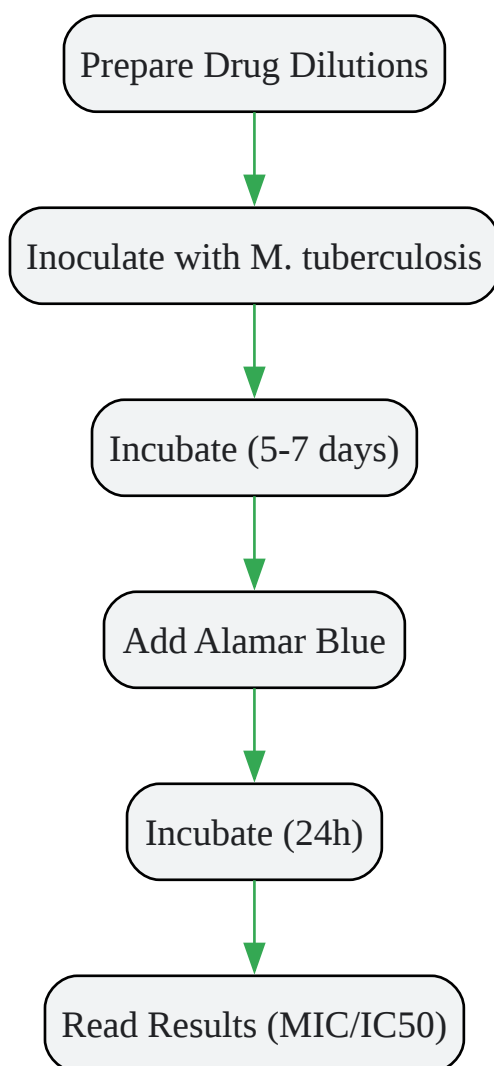 Prepare Drug Dilutions
Inoculate with M. tuberculosis
Incubate (5-7 days)
Add Alamar Blue
Incubate (24h)
Read Results (MIC/IC50)